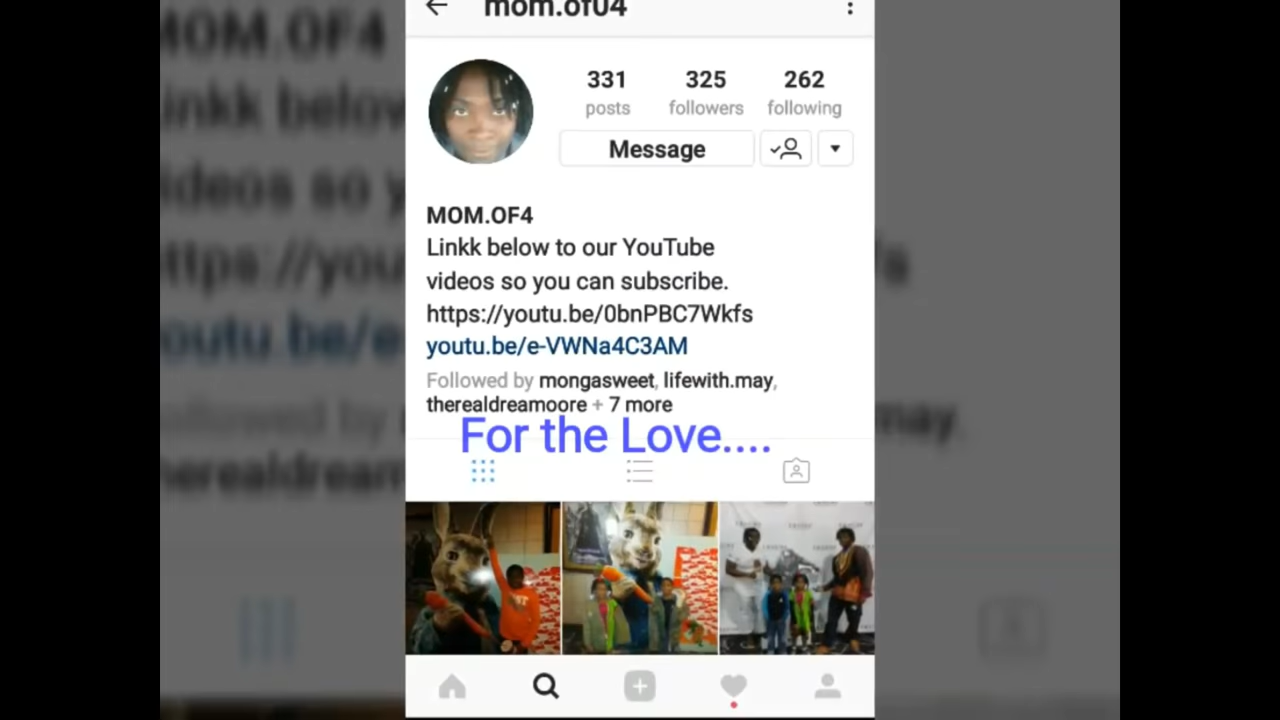 mom.of04
331 325 262
posts followers following
Message
MOM.OF4
Linkk below to our YouTube
videos so you can subscribe.
https://youtu.be/0bnPBC7Wkfs
youtu.be/e-VWNa4C3AM
Followed by mongasweet, lifewith.may,
therealdreamoore + 7 more
For the Love....